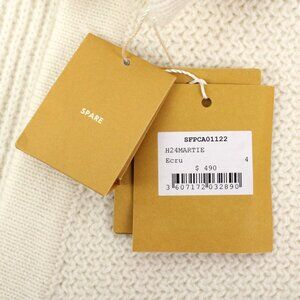 SPARE
SFPCA01122
H24MARTIE
Ecru 4
$ 490
3 607172 032890